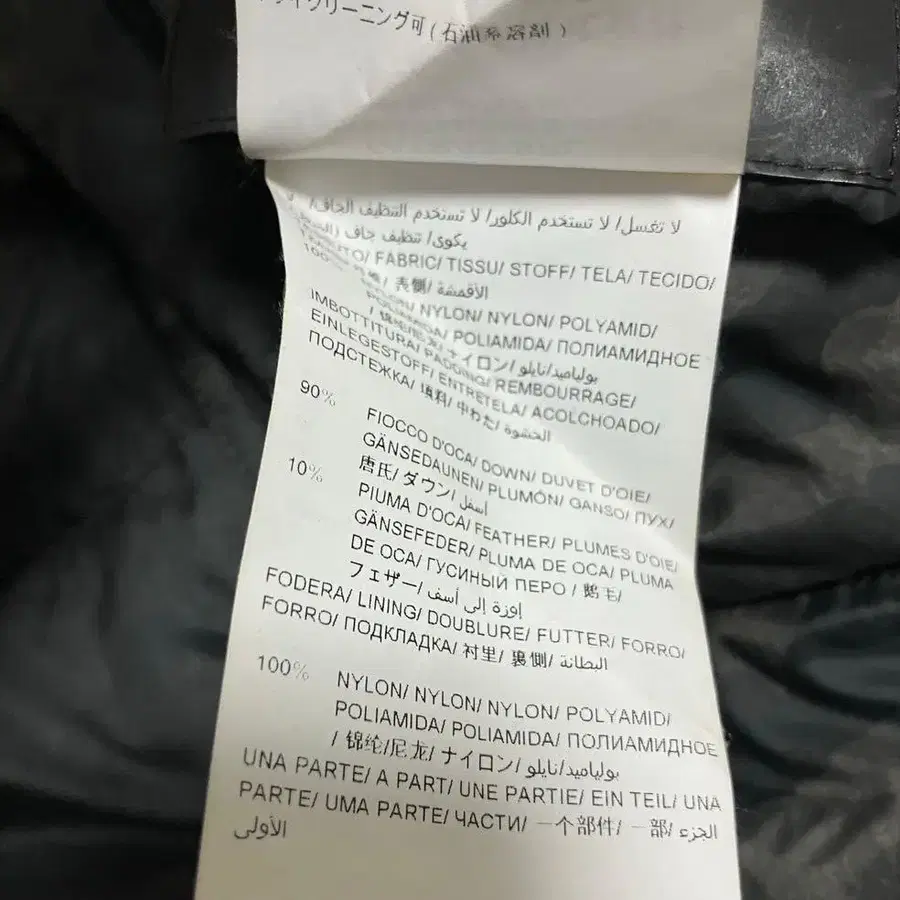 ドライクリーニング可(石油系溶剤)
لا تغسل/ لا تستخدم الكلور/ لا تستخدم التنظيف الجاف/
يكوى/ تنظيف جاف
FABRIC/ TISSU/ STOFF/ TELA/ TECIDO/
100% 表側/ الأقمشة
NYLON/ NYLON/ POLYAMID/
POLIAMIDA/ POLIAMIDA/ ПОЛИАМИДНОЕ
ナイロン/ بولياميد/نايلو
IMBOTTITURA/ PADDING/ REMBOURRAGE/
EINLEGESTOFF/ ENTRETELA/ ACOLCHOADO/
ПОДСТЕЖКА/ 填料/ 中わた/ الحشوة
90% FIOCCO D'OCA/ DOWN/ DUVET D'OIE/
GÄNSEDAUNEN/ PLUMÓN/ GANSO/ ПУХ/
唐氏/ ダウン/ أسفل
10% PIUMA D'OCA/ FEATHER/ PLUMES D'OIE/
GÄNSEFEDER/ PLUMA DE OCA/ PLUMA
DE OCA/ ГУСИНЫЙ ПЕРО / 鹅毛/
フェザー/ إوزة إلى أسف
FODERA/ LINING/ DOUBLURE/ FUTTER/ FORRO/
FORRO/ ПОДКЛАДКА/ 衬里/ 裏側/ البطانة
100% NYLON/ NYLON/ NYLON/ POLYAMID/
POLIAMIDA/ POLIAMIDA/ ПОЛИАМИДНОЕ
/ 锦纶/尼龙/ ナイロン/ بولياميد/نايلو
UNA PARTE/ A PART/ UNE PARTIE/ EIN TEIL/ UNA
PARTE/ UMA PARTE/ ЧАСТИ/ 一个部件/ 一部/ الجزء
الأولى